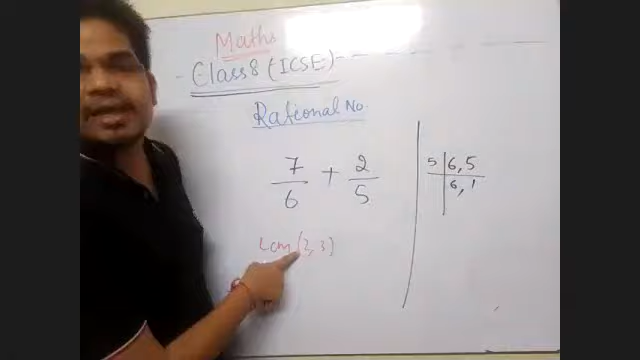 Maths
Class 8 (ICSE)
Rational No.
7/6 + 2/5
Lcm (2, 3)
5 | 6, 5
6, 1